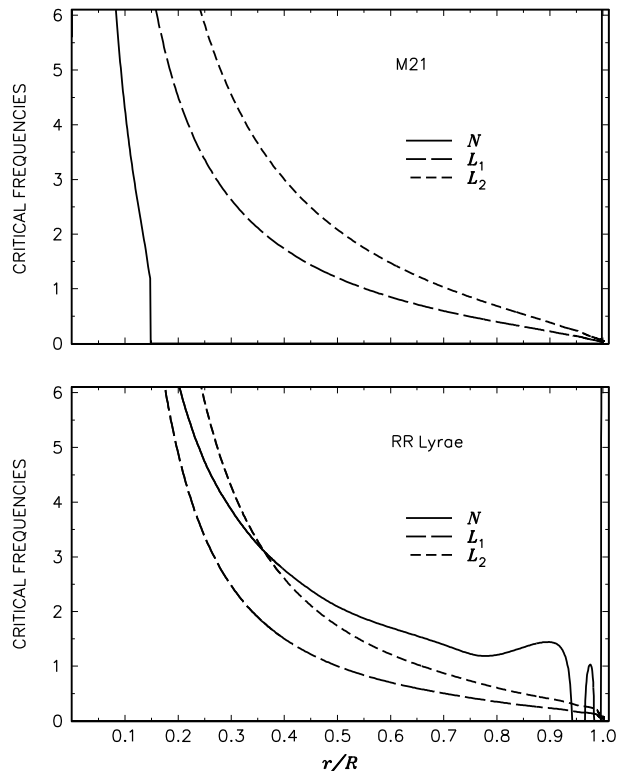 6
5
4
3
2
1
0
CRITICAL FREQUENCIES
M21
N
L₁
L₂
6
5
4
3
2
1
0
CRITICAL FREQUENCIES
RR Lyrae
N
L₁
L₂
0.1 0.2 0.3 0.4 0.5 0.6 0.7 0.8 0.9 1.0
r/R